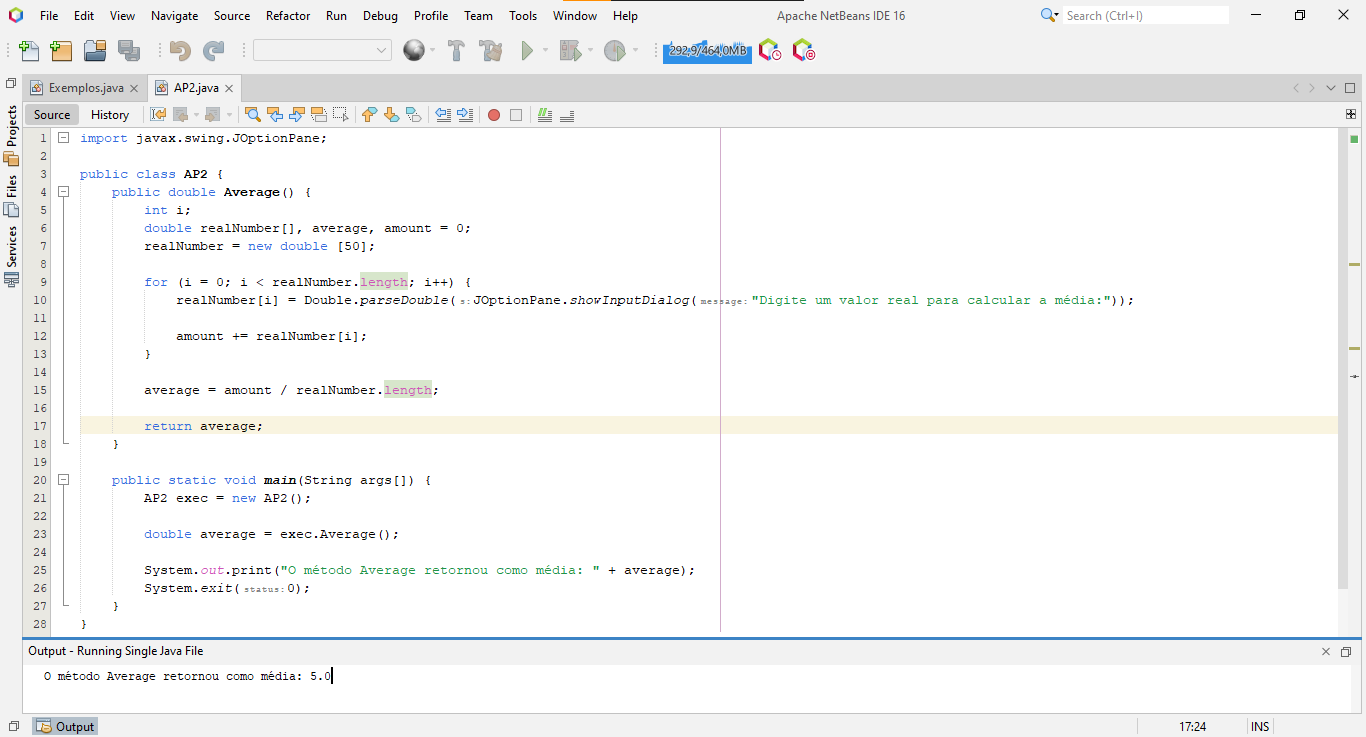 File Edit View Navigate Source Refactor Run Debug Profile Team Tools Window Help Apache NetBeans IDE 16 Search (Ctrl+I)
292,9/464,0MB
Exemplos.java AP2.java
Source History
Projects
Files
Services
1 import javax.swing.JOptionPane;
2
3 public class AP2 {
4 public double Average() {
5 int i;
6 double realNumber[], average, amount = 0;
7 realNumber = new double [50];
8
9 for (i = 0; i < realNumber.length; i++) {
10 realNumber[i] = Double.parseDouble(s:JOptionPane.showInputDialog(message:"Digite um valor real para calcular a média:"));
11
12 amount += realNumber[i];
13 }
14
15 average = amount / realNumber.length;
16
17 return average;
18 }
19
20 public static void main(String args[]) {
21 AP2 exec = new AP2();
22
23 double average = exec.Average();
24
25 System.out.print("O método Average retornou como média: " + average);
26 System.exit(status:0);
27 }
28 }
Output - Running Single Java File
O método Average retornou como média: 5.0
Output 17:24 INS